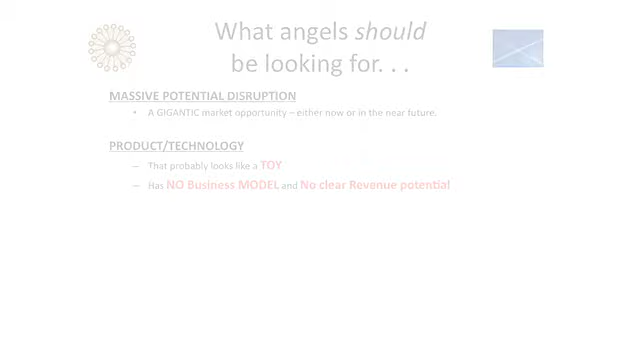 What angels should
be looking for. . .
MASSIVE POTENTIAL DISRUPTION
• A GIGANTIC market opportunity – either now or in the near future.
PRODUCT/TECHNOLOGY
– That probably looks like a TOY
– Has NO Business MODEL and No clear Revenue potential